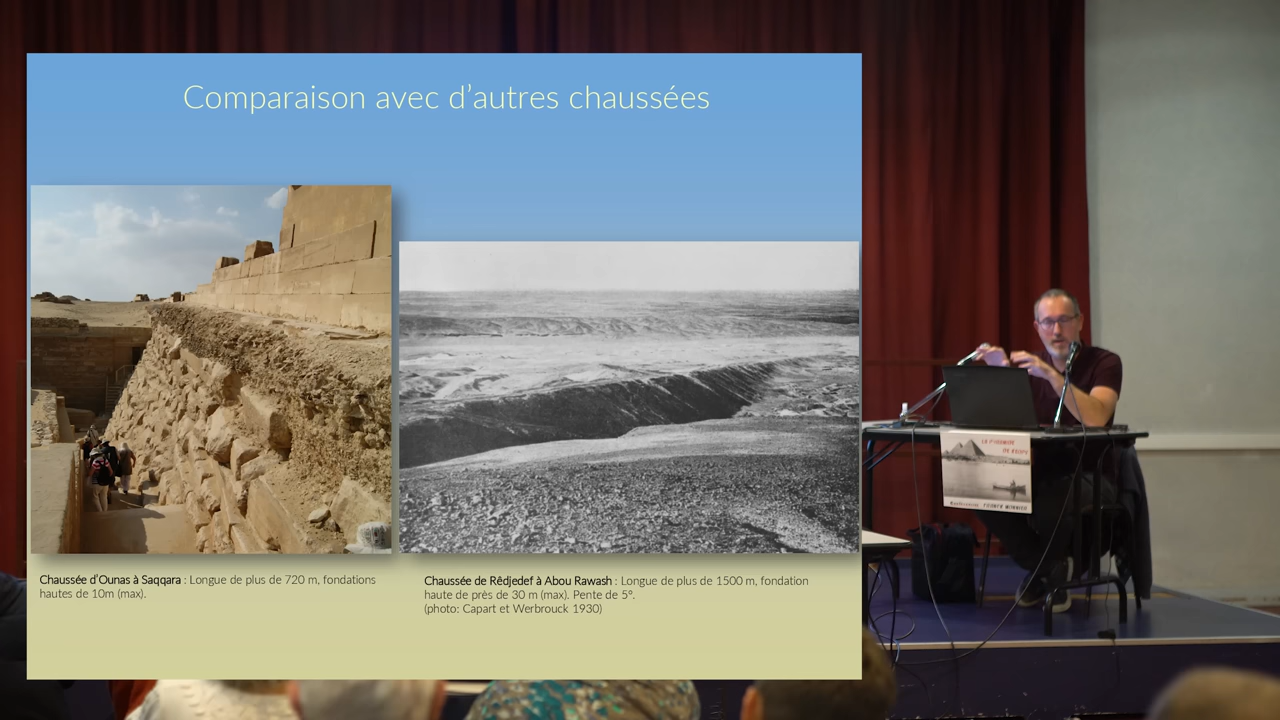 Comparaison avec d'autres chaussées
Chaussée d'Ounas à Saqqara : Longue de plus de 720 m, fondations
hautes de 10m (max).
Chaussée de Rêdjedef à Abou Rawash : Longue de plus de 1500 m, fondation
haute de près de 30 m (max). Pente de 5°.
(photo: Capart et Werbrouck 1930)
LA PYRAMIDE